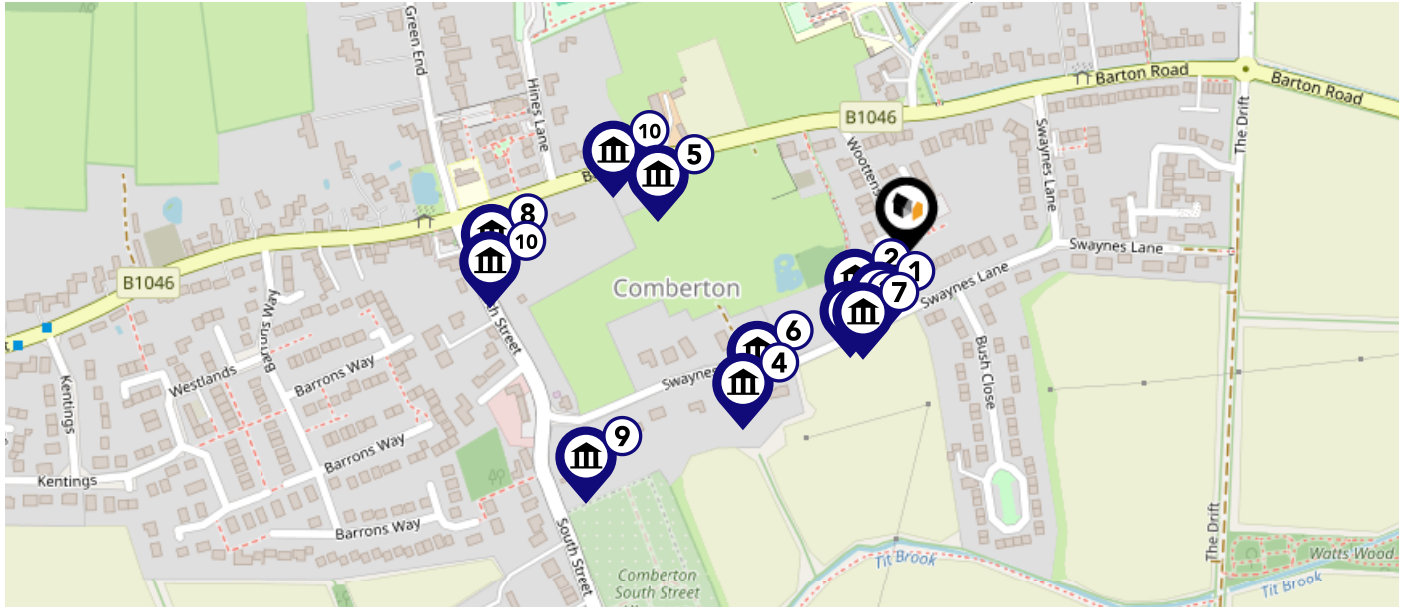 Green End
Hines Lane
Barton Road
Barton Road
B1046
The Drift
Swaynes Lane
10
5
8
10
2
1
7
Swaynes Lane
Swaynes Lane
Comberton
B1046
6
4
9
Barrons Way
Westlands
Barrons Way
Barrons Way
Barrons Way
Kentings
Kentings
Bush Close
South Street
The Drift
Tit Brook
Watts Wood
Tit Brook
Comberton
South Street